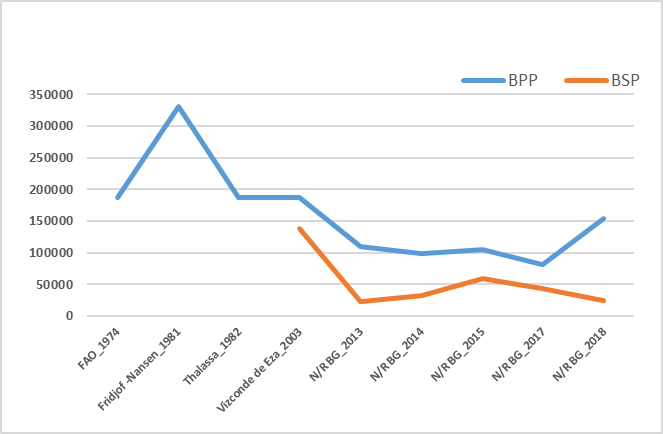 BPP BSP
350000
300000
250000
200000
150000
100000
50000
0
FAO_1974
Fridjof -Nansen_1981
Thalassa_1982
Vizconde de Eza_2003
N/R BG_2013
N/R BG_2014
N/R BG_2015
N/R BG_2017
N/R BG_2018